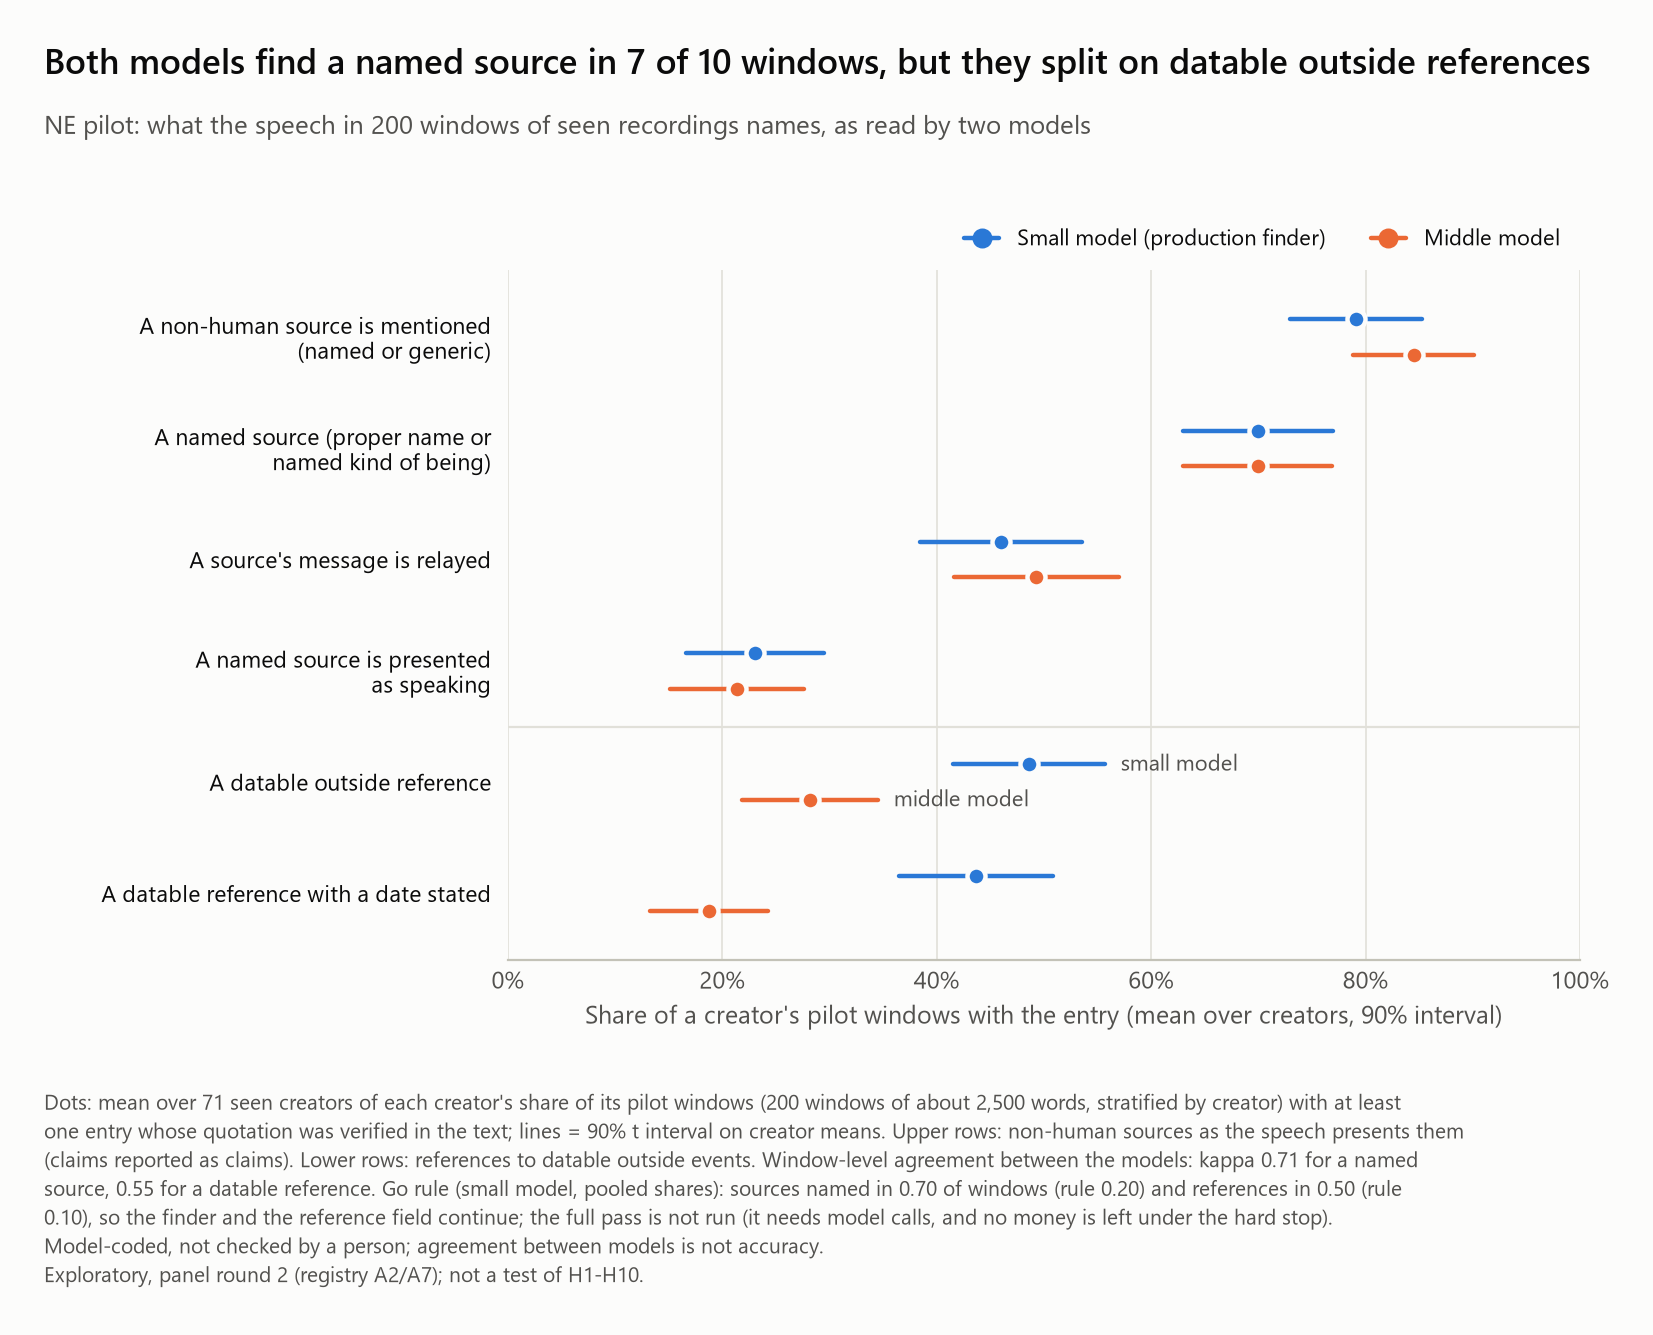 Both models find a named source in 7 of 10 windows, but they split on datable outside references
NE pilot: what the speech in 200 windows of seen recordings names, as read by two models
Small model (production finder)
Middle model
A non-human source is mentioned
(named or generic)
A named source (proper name or
named kind of being)
A source's message is relayed
A named source is presented
as speaking
A datable outside reference
small model
middle model
A datable reference with a date stated
0%
20%
40%
60%
80%
100%
Share of a creator's pilot windows with the entry (mean over creators, 90% interval)
Dots: mean over 71 seen creators of each creator's share of its pilot windows (200 windows of about 2,500 words, stratified by creator) with at least
one entry whose quotation was verified in the text; lines = 90% t interval on creator means. Upper rows: non-human sources as the speech presents them
(claims reported as claims). Lower rows: references to datable outside events. Window-level agreement between the models: kappa 0.71 for a named
source, 0.55 for a datable reference. Go rule (small model, pooled shares): sources named in 0.70 of windows (rule 0.20) and references in 0.50 (rule
0.10), so the finder and the reference field continue; the full pass is not run (it needs model calls, and no money is left under the hard stop).
Model-coded, not checked by a person; agreement between models is not accuracy.
Exploratory, panel round 2 (registry A2/A7); not a test of H1-H10.